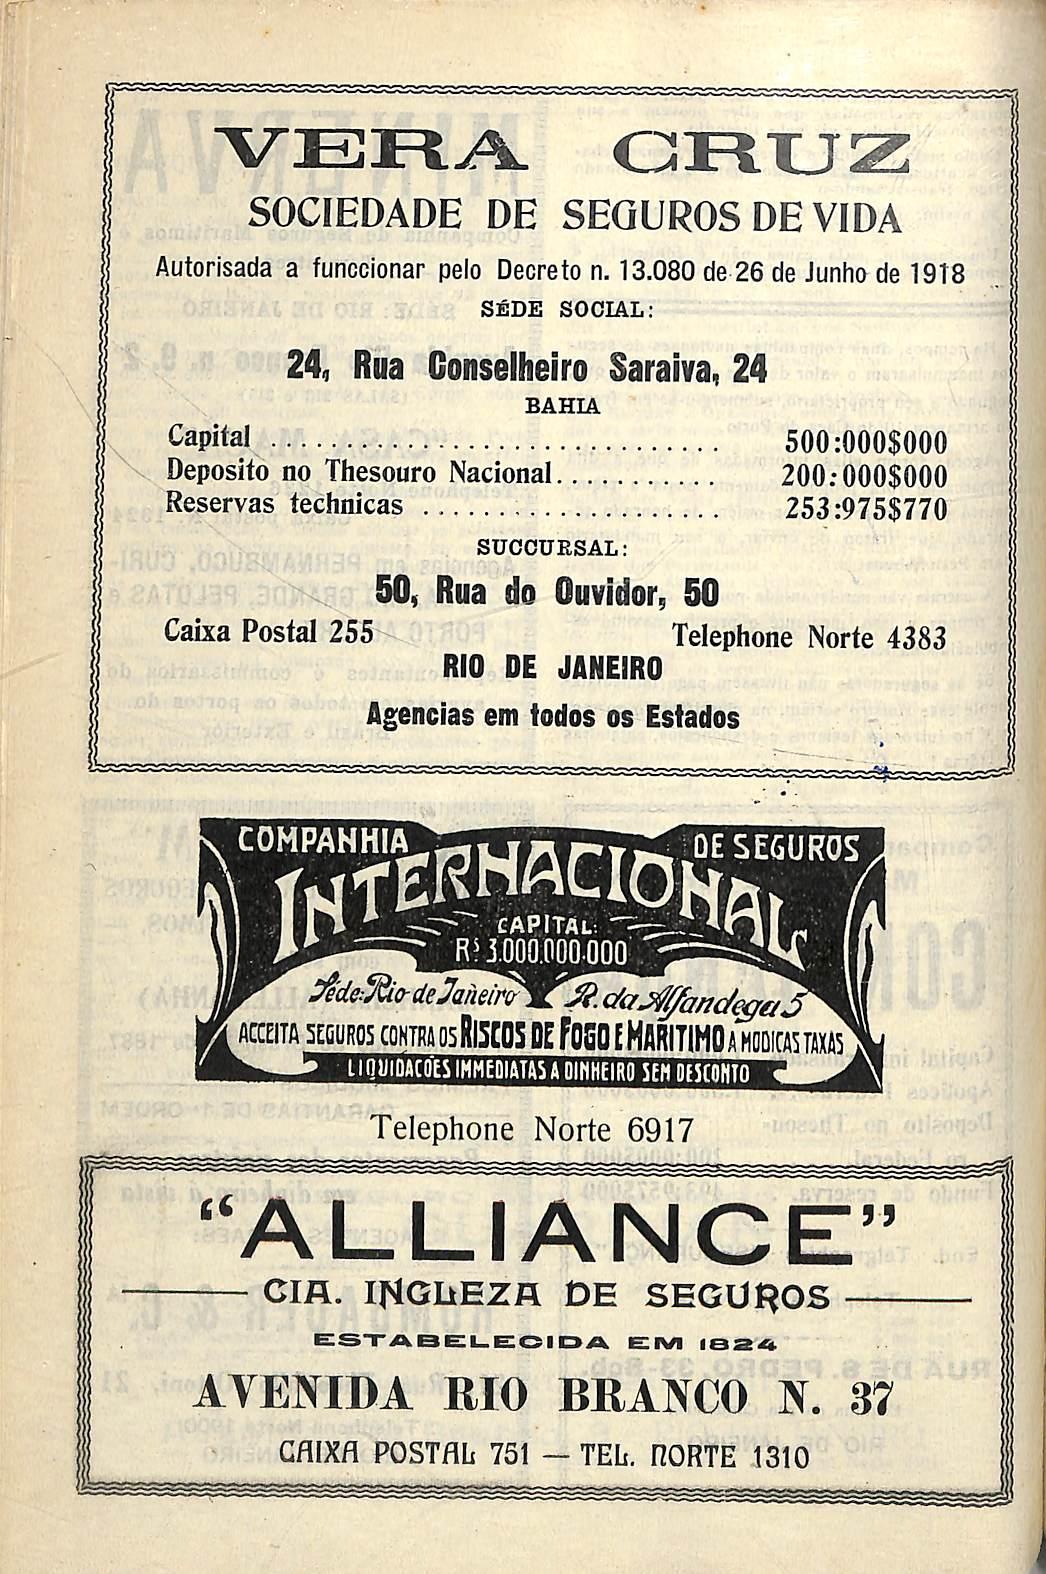 VERA CRUZ
SOCIEDADE DE SEGUROS DE VIDA
Autorisada a funccionar pelo Decreto n. 13.080 de 26 de Junho de 1918
SÉDE SOCIAL:
24, Rua Conselheiro Saraiva, 24
BAHIA
Capital ................................ 500:000$000
Deposito no Thesouro Nacional........... 200:000$000
Reservas technicas ..................... 253:975$770
SUCCURSAL:
50, Rua do Ouvidor, 50
Caixa Postal 255 Telephone Norte 4383
RIO DE JANEIRO
Agencias em todos os Estados
COMPANHIA DE SEGUROS
INTERNACIONAL
CAPITAL:
RS 3.000.000.000
Séde: Rio de Janeiro R. da Alfandega 5
ACCEITA SEGUROS CONTRA OS RISCOS DE FOGO E MARITIMO A MODICAS TAXAS
LIQUIDAÇÕES IMMEDIATAS A DINHEIRO SEM DESCONTO
Telephone Norte 6917
"ALLIANCE"
CIA. INGLEZA DE SEGUROS
ESTABELECIDA EM 1824
AVENIDA RIO BRANCO N. 37
CAIXA POSTAL 751 — TEL. NORTE 1310